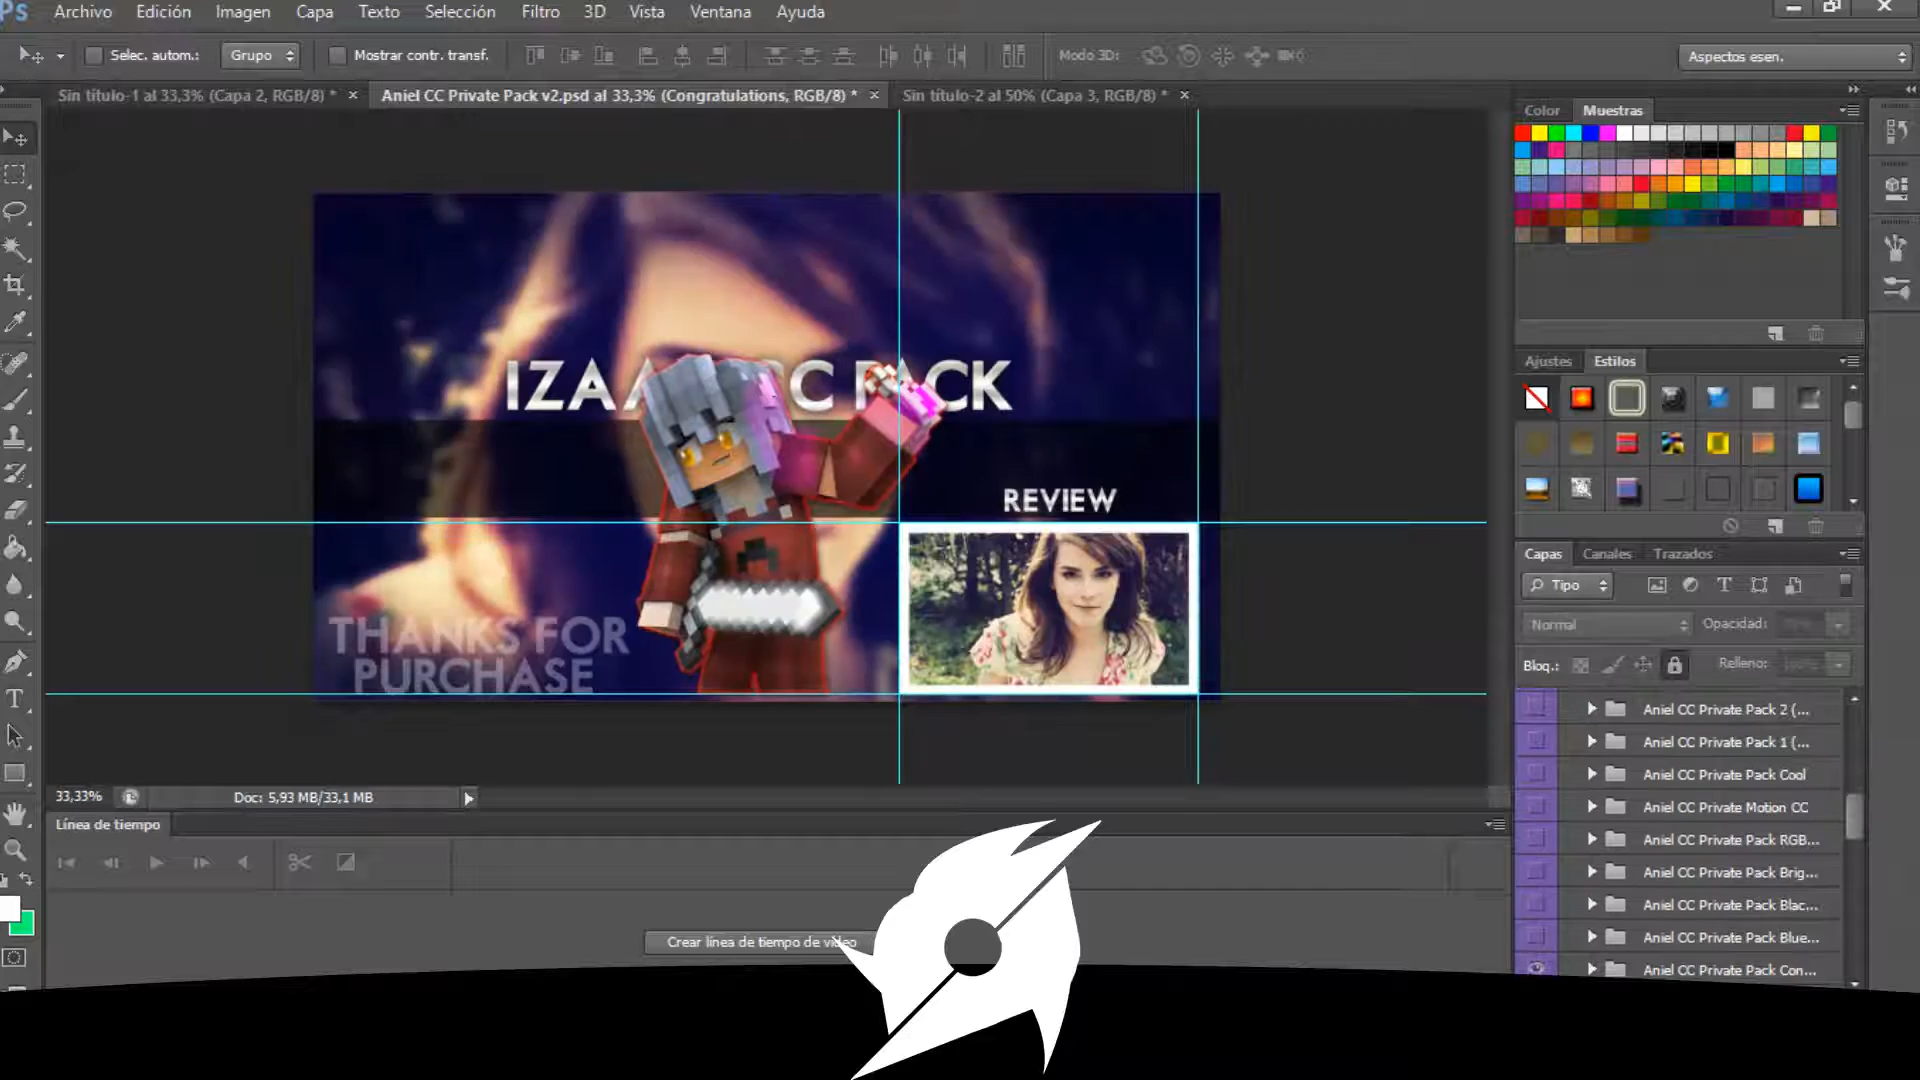 Ps
Archivo Edición Imagen Capa Texto Selección Filtro 3D Vista Ventana Ayuda
Selec. autom.: Grupo Mostrar contr. transf. Modo 3D: Aspectos esen.
Sin título-1 al 33,3% (Capa 2, RGB/8) * × Aniel CC Private Pack v2.psd al 33,3% (Congratulations, RGB/8) * × Sin título-2 al 50% (Capa 3, RGB/8) * ×
Color Muestras
CC PACK
REVIEW
THANKS FOR
PURCHASE
Ajustes Estilos
Capas Canales Trazados
Tipo
Normal Opacidad:
Bloq.: Relleno:
Aniel CC Private Pack 2 (...
Aniel CC Private Pack 1 (...
Aniel CC Private Pack Cool
Aniel CC Private Motion CC
Aniel CC Private Pack RGB...
Aniel CC Private Pack Brig...
Aniel CC Private Pack Blac...
Aniel CC Private Pack Blue...
Aniel CC Private Pack Con...
33,33% Doc: 5,93 MB/33,1 MB
Línea de tiempo
Crear línea de tiempo de vídeo